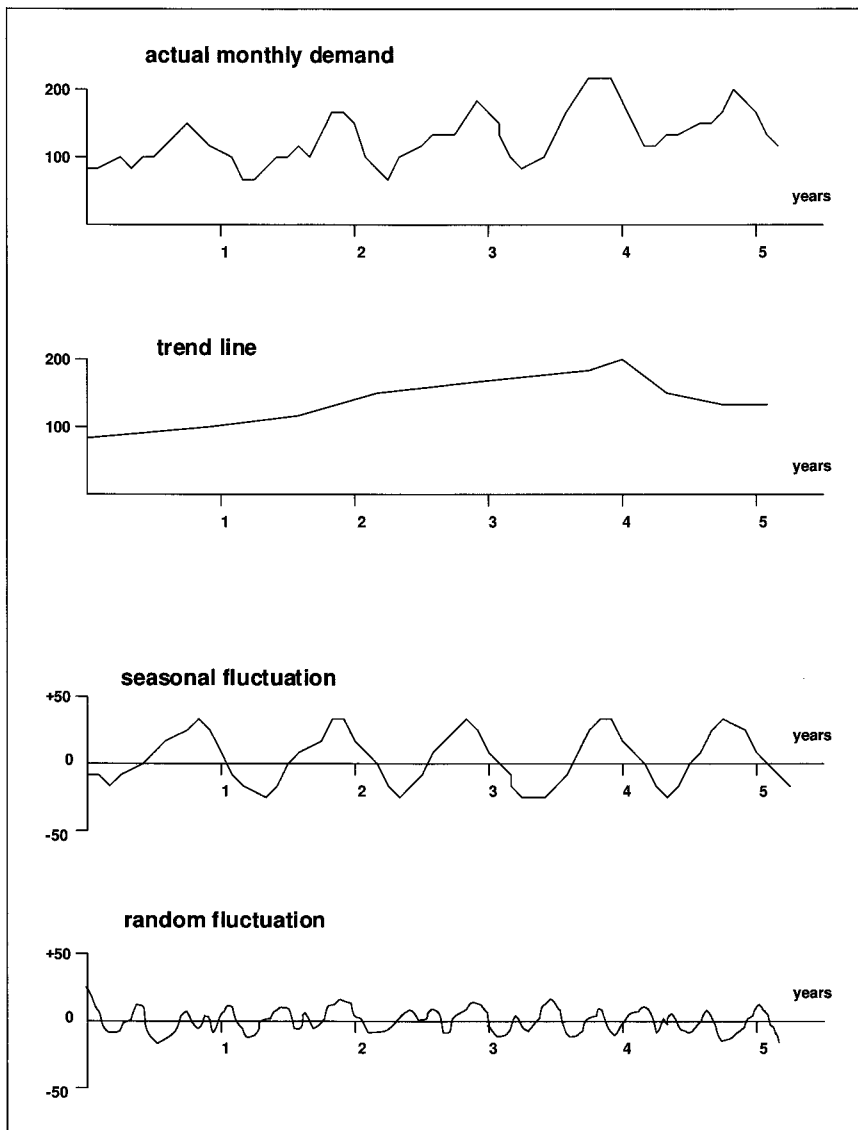 actual monthly demand
200
100
years
1 2 3 4 5
trend line
200
100
years
1 2 3 4 5
seasonal fluctuation
+50
years
0
1 2 3 4 5
-50
random fluctuation
+50
years
0
1 2 3 4 5
-50